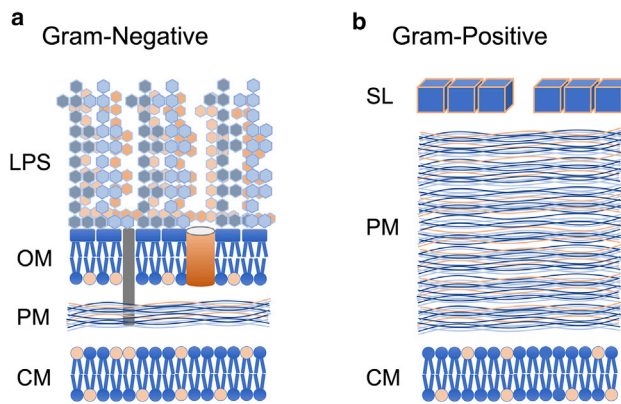 a
Gram-Negative
LPS
OM
PM
CM
b
Gram-Positive
SL
PM
CM